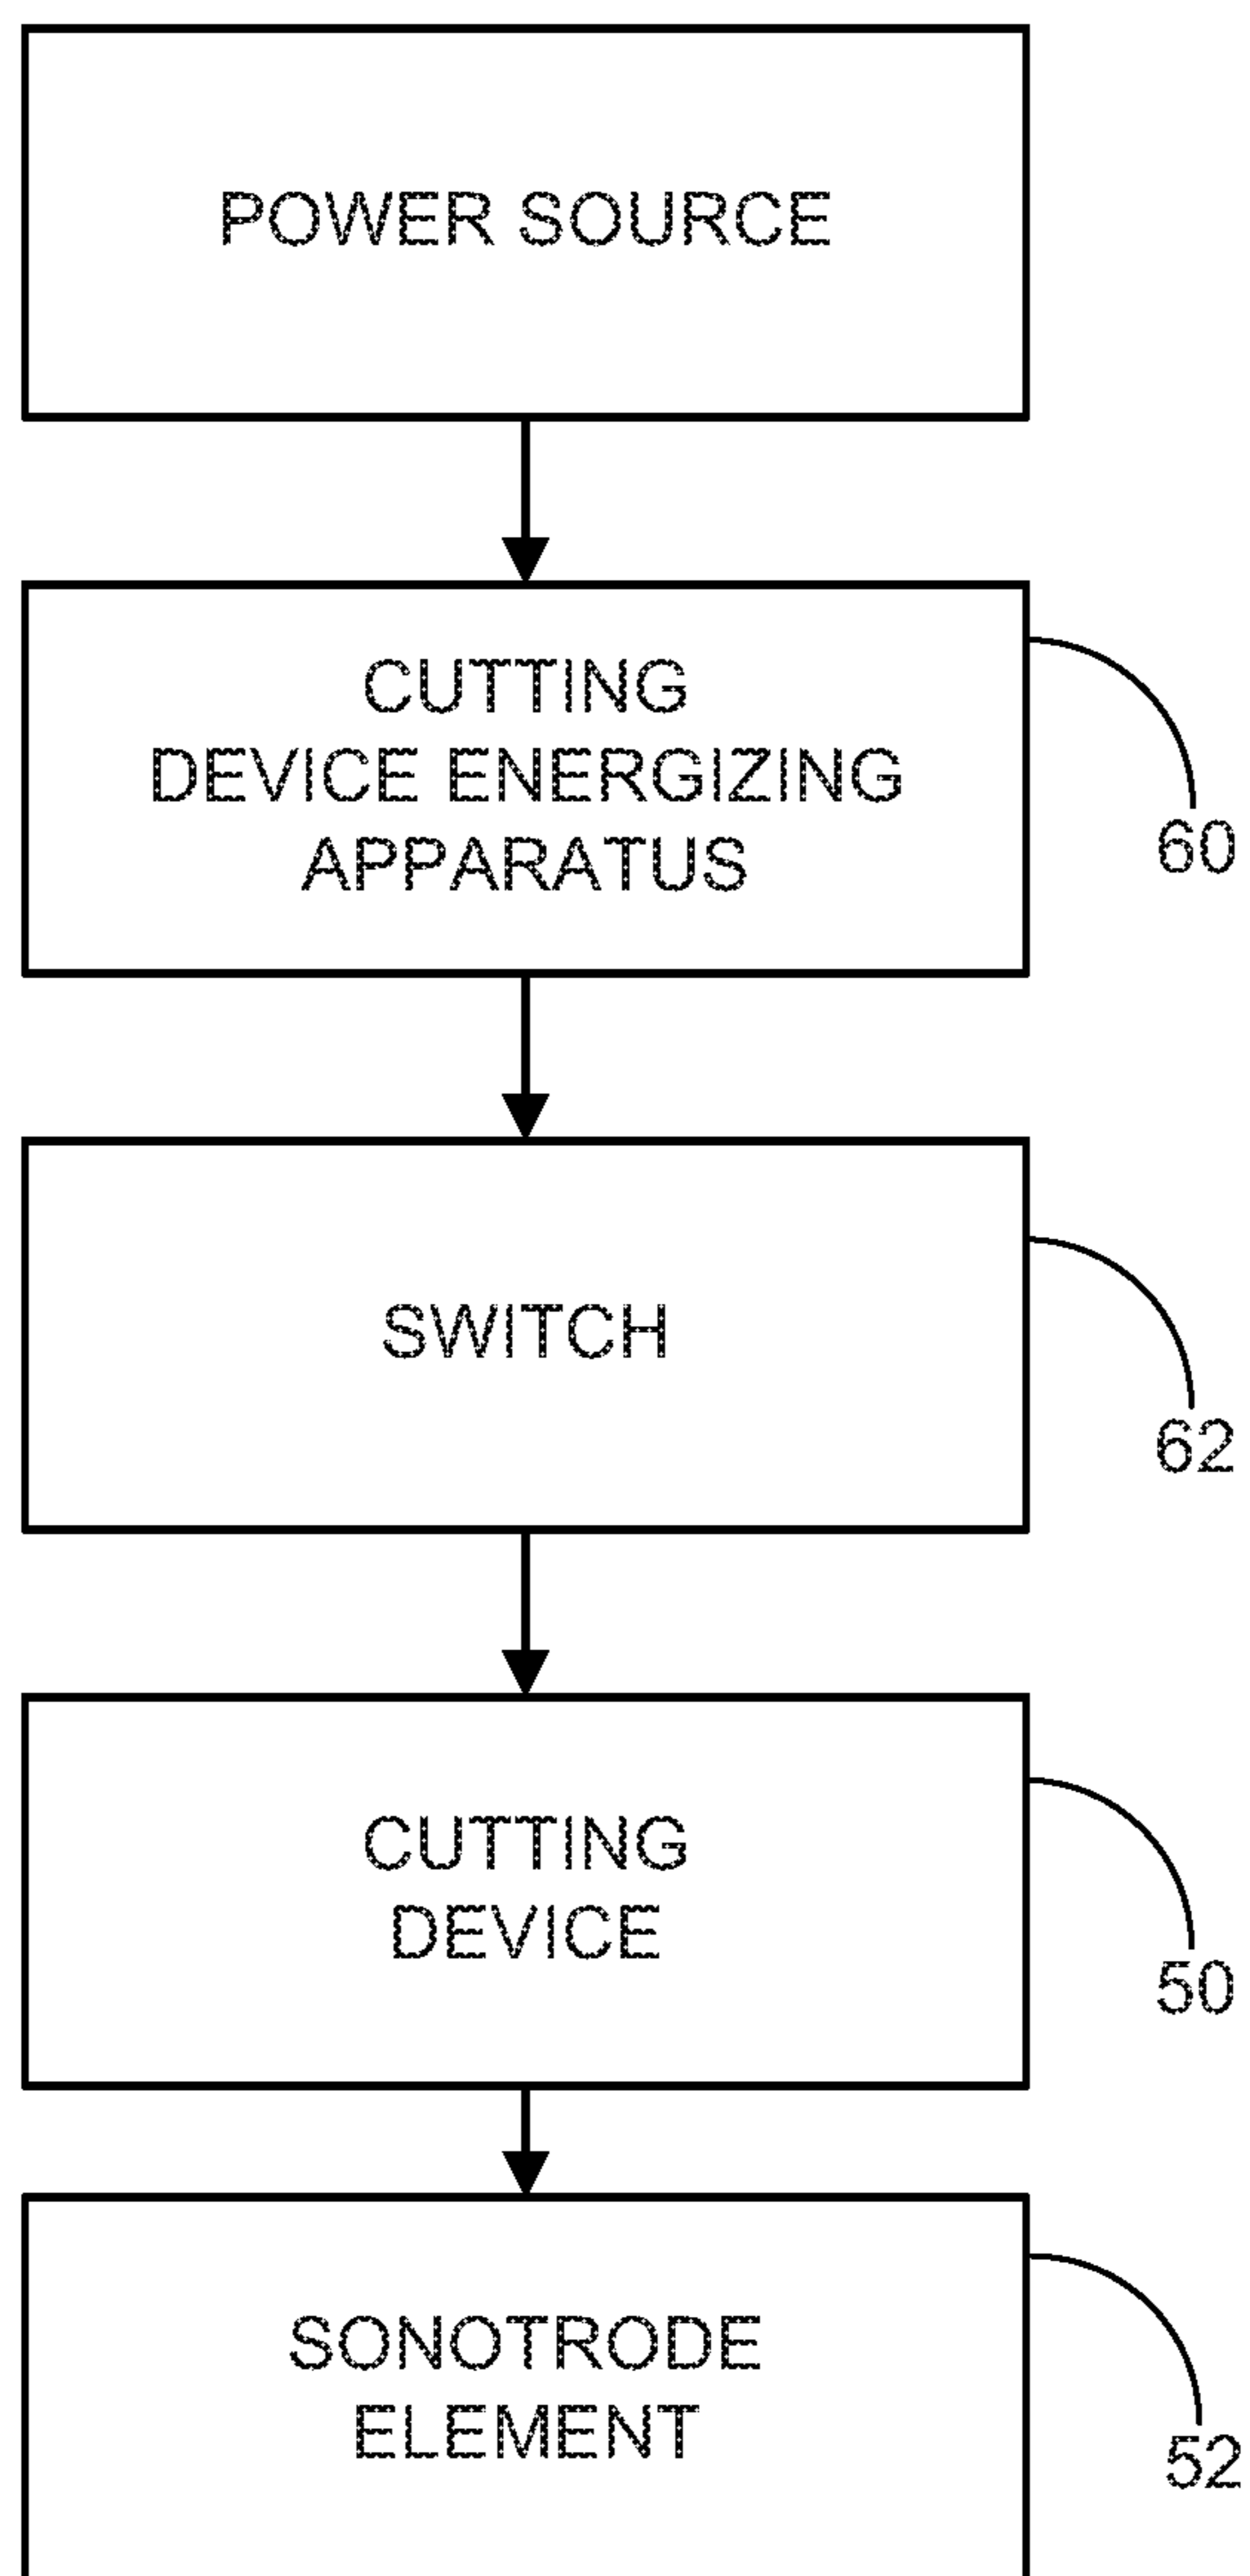 POWER SOURCE
CUTTING
DEVICE ENERGIZING
APPARATUS
60
SWITCH
62
CUTTING
DEVICE
50
SONOTRODE
ELEMENT
52